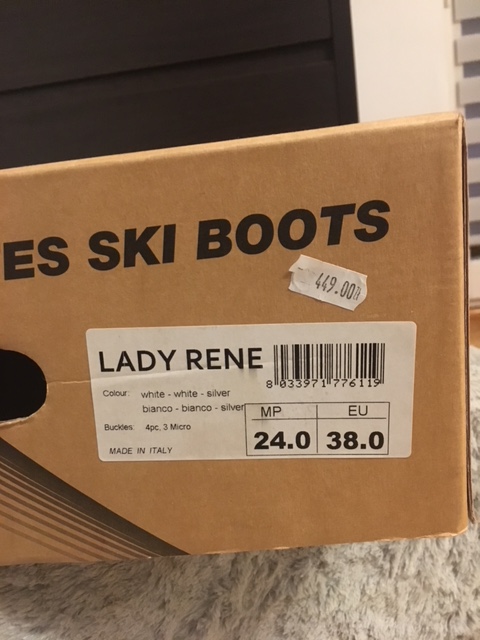 ES SKI BOOTS
449.00
LADY RENE
8 033971 776119
Colour: white - white - silver
bianco - bianco - silver
Buckles: 4pc, 3 Micro
MADE IN ITALY
MP EU
24.0 38.0